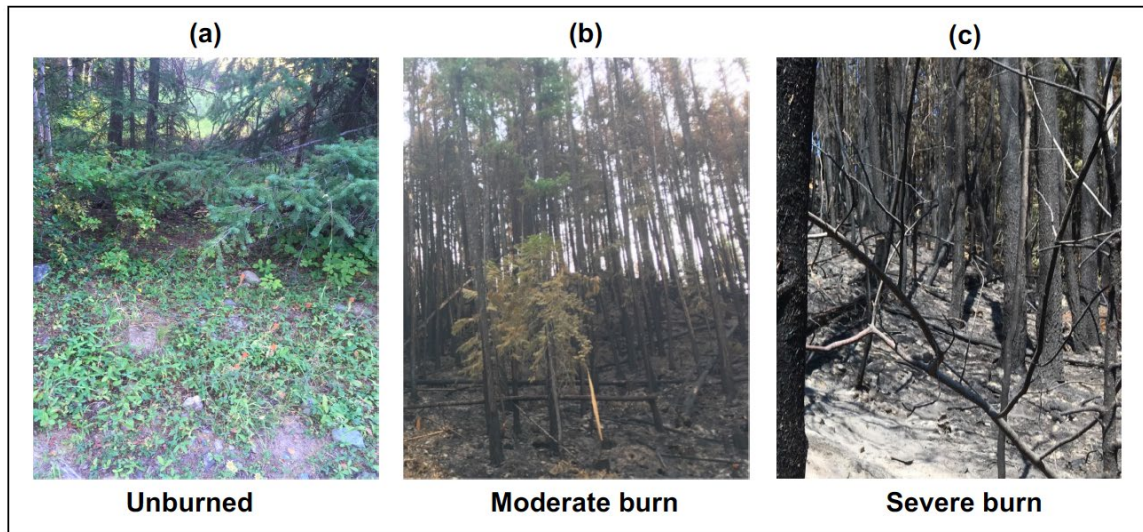 (a)
(b)
(c)
Unburned
Moderate burn
Severe burn